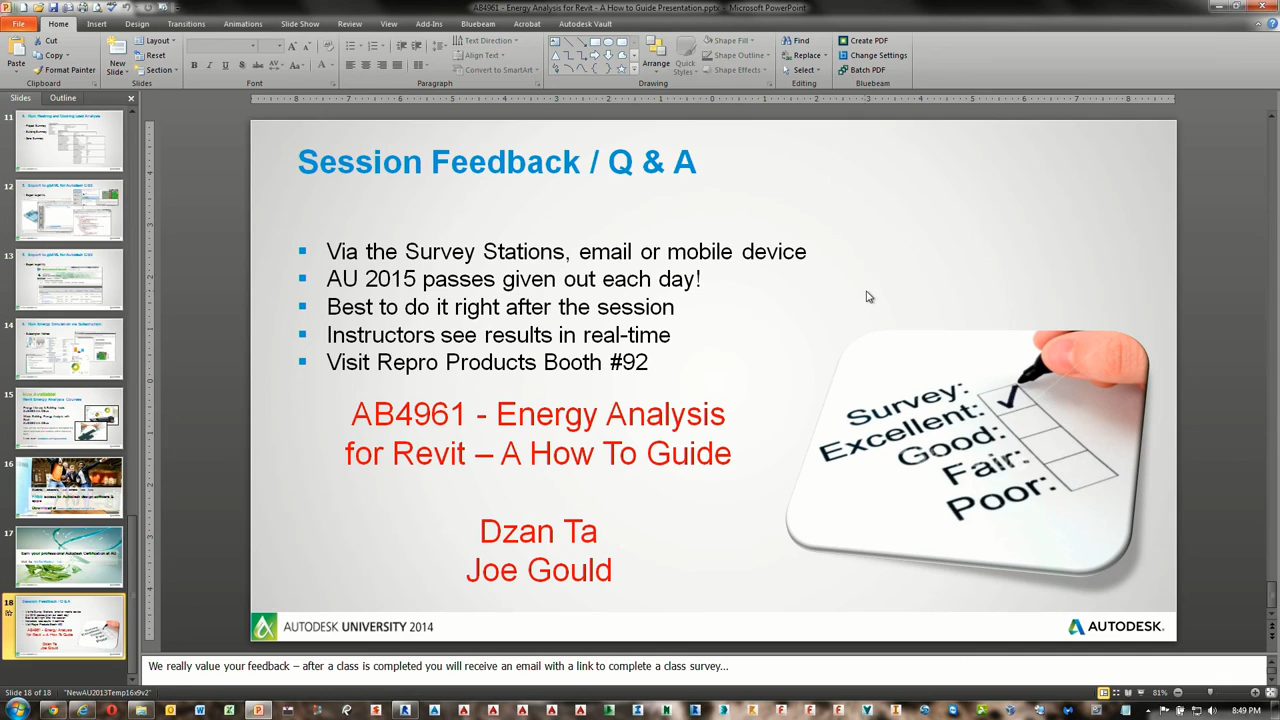 AB4961 - Energy Analysis for Revit - A How to Guide Presentation.pptx - Microsoft PowerPoint
File Home Insert Design Transitions Animations Slide Show Review View Add-Ins Bluebeam Acrobat Autodesk Vault
Cut Layout Text Direction Shape Fill Find Create PDF
Copy Reset Align Text Shape Outline Replace Change Settings
Paste Format Painter New Slide Section Convert to SmartArt Arrange Quick Styles Shape Effects Select Batch PDF
Clipboard Slides Font Paragraph Drawing Editing Bluebeam
Slides Outline
11
12
13
14
15
16
17
18
Session Feedback / Q & A
Via the Survey Stations, email or mobile device
AU 2015 passes given out each day!
Best to do it right after the session
Instructors see results in real-time
Visit Repro Products Booth #92
AB4961 - Energy Analysis
for Revit – A How To Guide
Dzan Ta
Joe Gould
Survey:
Excellent:
Good:
Fair:
Poor:
AUTODESK UNIVERSITY 2014
AUTODESK.
We really value your feedback – after a class is completed you will receive an email with a link to complete a class survey...
Slide 18 of 18 "NewAU2013Temp16x9v2" 81%
8:49 PM